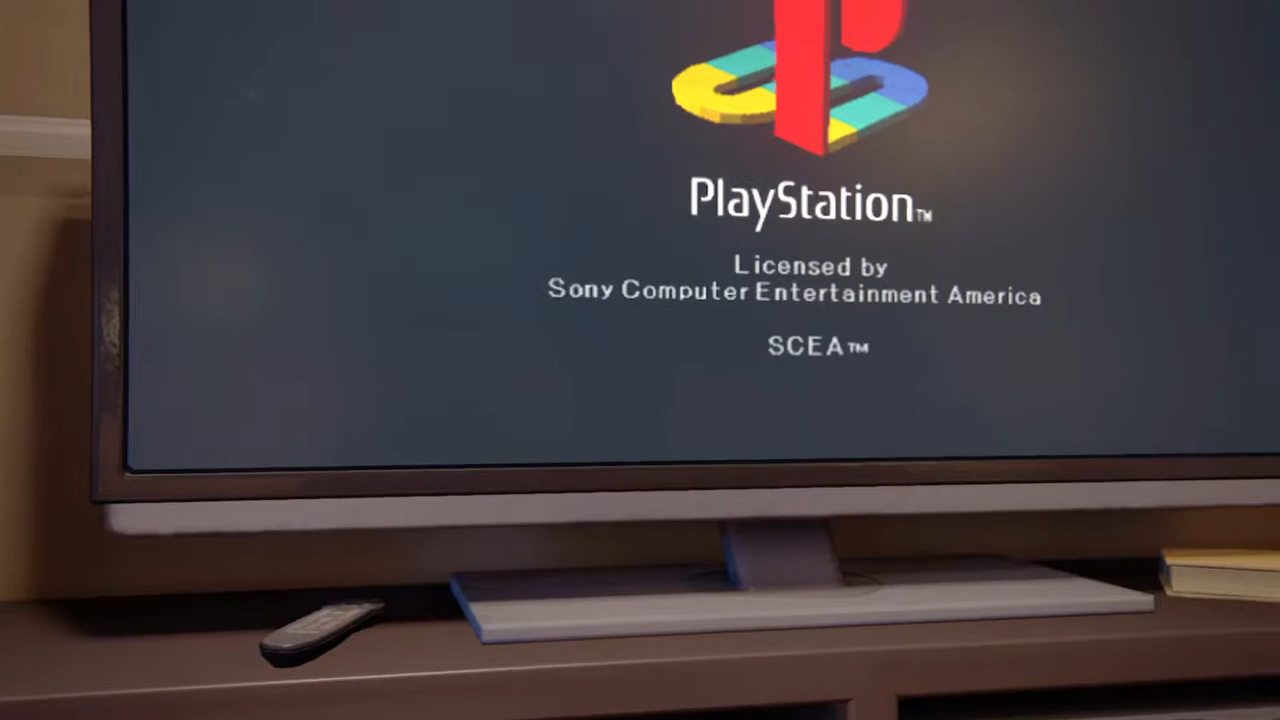 PlayStation™
Licensed by
Sony Computer Entertainment America
SCEA™